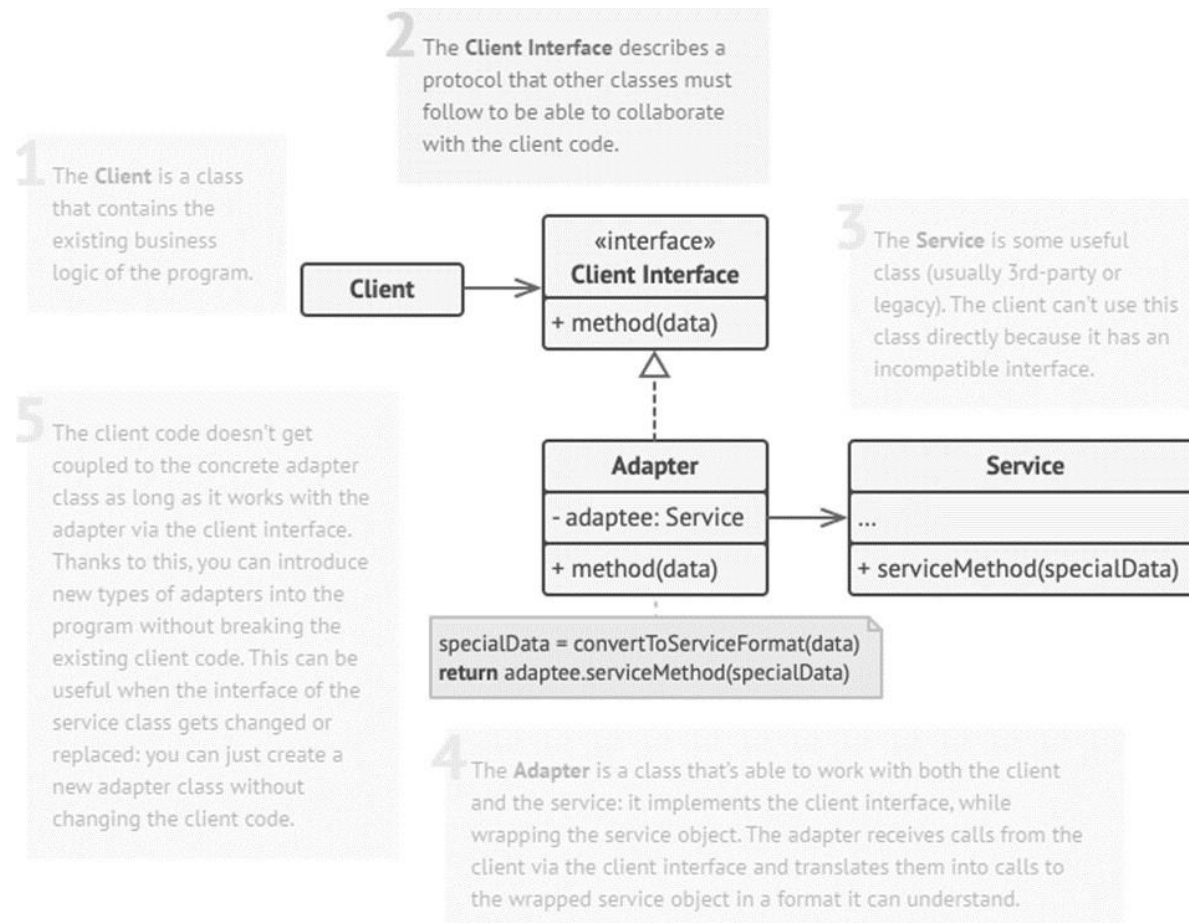 1
The Client is a class
that contains the
existing business
logic of the program.
2
The Client Interface describes a
protocol that other classes must
follow to be able to collaborate
with the client code.
Client
«interface»
Client Interface
+ method(data)
3
The Service is some useful
class (usually 3rd-party or
legacy). The client can't use this
class directly because it has an
incompatible interface.
Adapter
- adaptee: Service
+ method(data)
Service
...
+ serviceMethod(specialData)
specialData = convertToServiceFormat(data)
return adaptee.serviceMethod(specialData)
4
The Adapter is a class that's able to work with both the client
and the service: it implements the client interface, while
wrapping the service object. The adapter receives calls from the
client via the client interface and translates them into calls to
the wrapped service object in a format it can understand.
5
The client code doesn't get
coupled to the concrete adapter
class as long as it works with the
adapter via the client interface.
Thanks to this, you can introduce
new types of adapters into the
program without breaking the
existing client code. This can be
useful when the interface of the
service class gets changed or
replaced: you can just create a
new adapter class without
changing the client code.